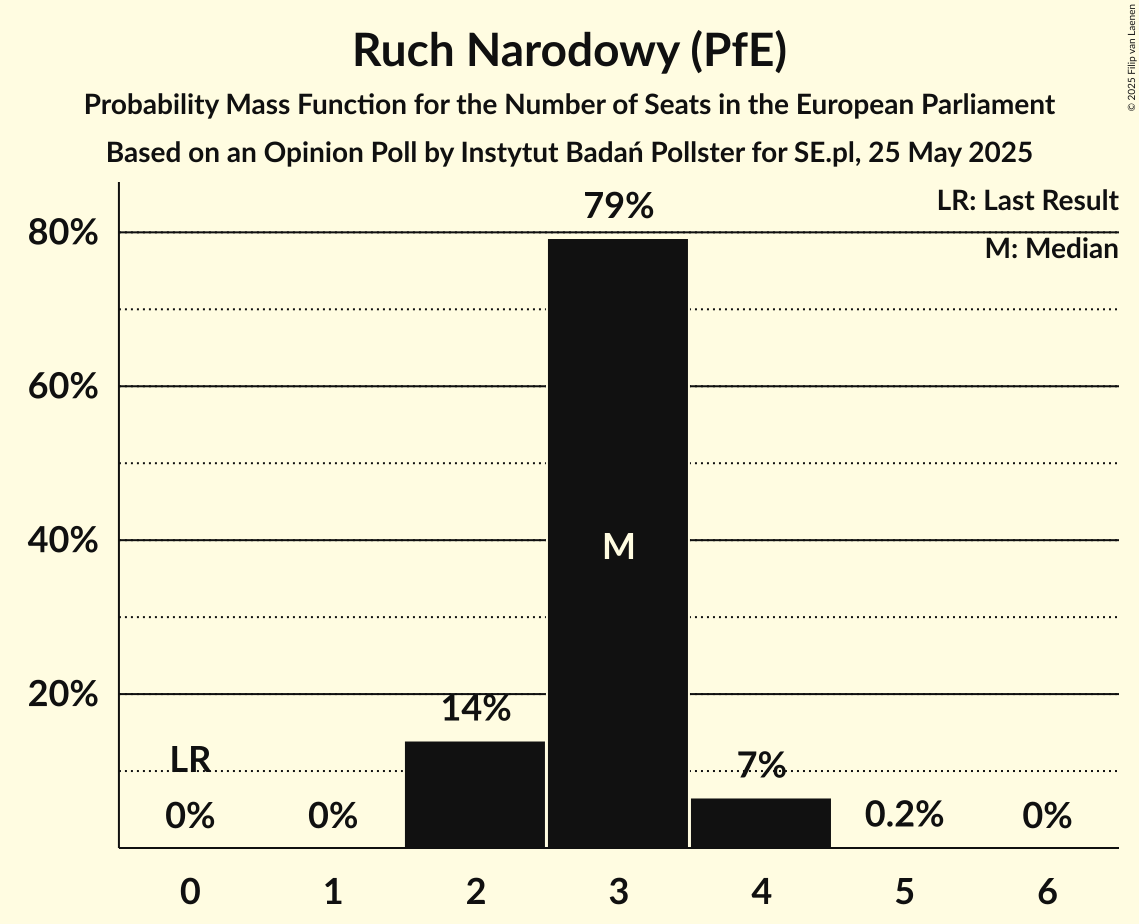 Ruch Narodowy (PfE)
Probability Mass Function for the Number of Seats in the European Parliament
Based on an Opinion Poll by Instytut Badań Pollster for SE.pl, 25 May 2025
© 2025 Filip van Laenen
LR: Last Result
M: Median
79%
80%
60%
40%
M
20%
14%
LR
7%
0%
0%
0.2%
0%
0
1
2
3
4
5
6